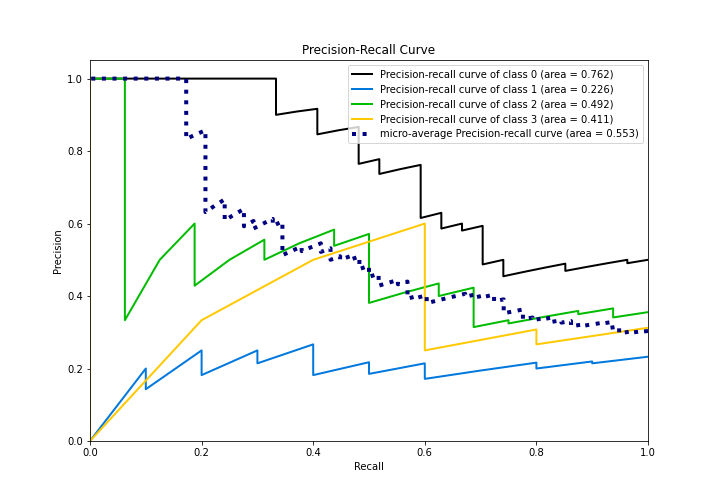 Precision-Recall Curve
Precision-recall curve of class 0 (area = 0.762)
Precision-recall curve of class 1 (area = 0.226)
Precision-recall curve of class 2 (area = 0.492)
Precision-recall curve of class 3 (area = 0.411)
micro-average Precision-recall curve (area = 0.553)
Precision
1.0
0.8
0.6
0.4
0.2
0.0
0.0 0.2 0.4 0.6 0.8 1.0
Recall